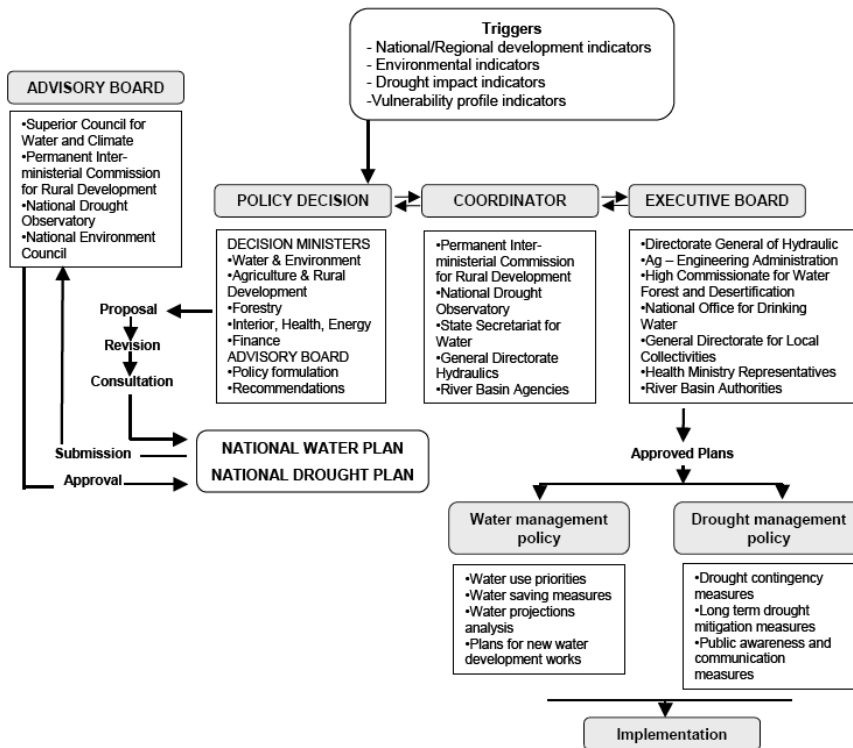 Triggers
- National/Regional development indicators
- Environmental indicators
- Drought impact indicators
-Vulnerability profile indicators
ADVISORY BOARD
•Superior Council for
Water and Climate
•Permanent Inter-
ministerial Commission
for Rural Development
•National Drought
Observatory
•National Environment
Council
POLICY DECISION
COORDINATOR
EXECUTIVE BOARD
DECISION MINISTERS
•Water & Environment
•Agriculture & Rural
Development
•Forestry
•Interior, Health, Energy
•Finance
ADVISORY BOARD
•Policy formulation
•Recommendations
•Permanent Inter-
ministerial Commission
for Rural Development
•National Drought
Observatory
•State Secretariat for
Water
•General Directorate
Hydraulics
•River Basin Agencies
•Directorate General of Hydraulic
•Ag – Engineering Administration
•High Commissionate for Water
Forest and Desertification
•National Office for Drinking
Water
•General Directorate for Local
Collectivities
•Health Ministry Representatives
•River Basin Authorities
Proposal
Revision
Consultation
Submission
Approval
NATIONAL WATER PLAN
NATIONAL DROUGHT PLAN
Approved Plans
Water management
policy
Drought management
policy
•Water use priorities
•Water saving measures
•Water projections
analysis
•Plans for new water
development works
•Drought contingency
measures
•Long term drought
mitigation measures
•Public awareness and
communication
measures
Implementation